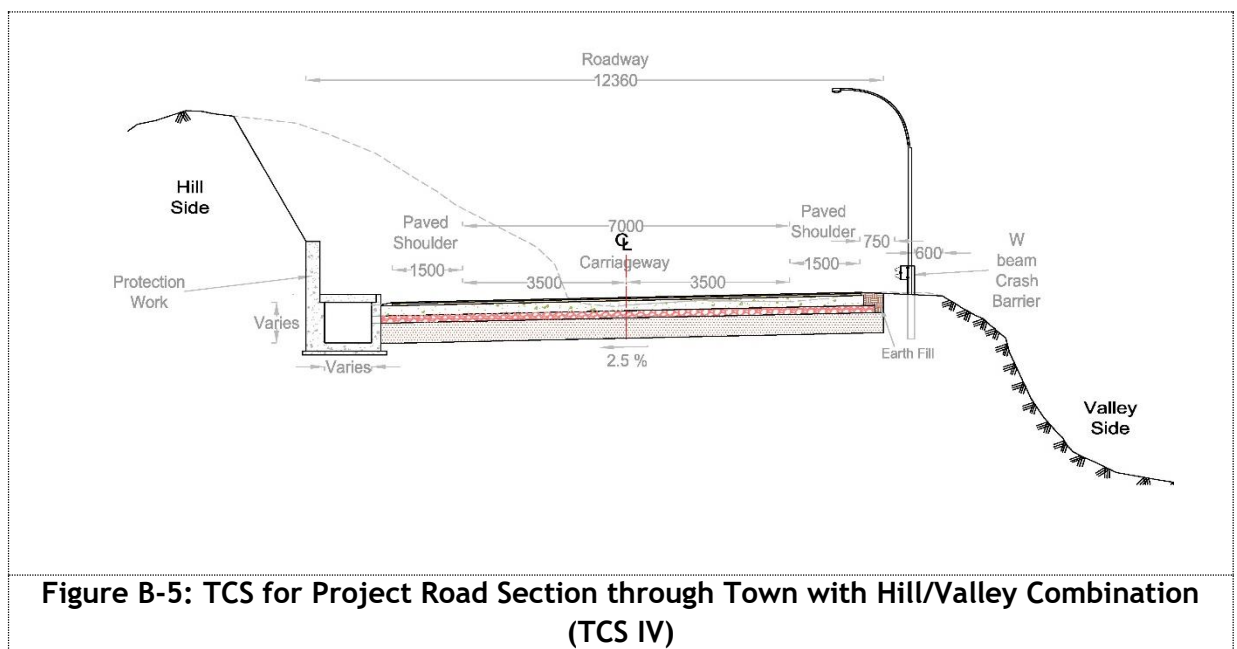 Roadway
12360
Hill
Side
Paved
Shoulder
7000
Paved
Shoulder
750
600
W
beam
Crash
Barrier
℄
Carriageway
1500
3500
3500
1500
Protection
Work
Varies
Varies
2.5 %
Earth Fill
Valley
Side
Figure B-5: TCS for Project Road Section through Town with Hill/Valley Combination
(TCS IV)